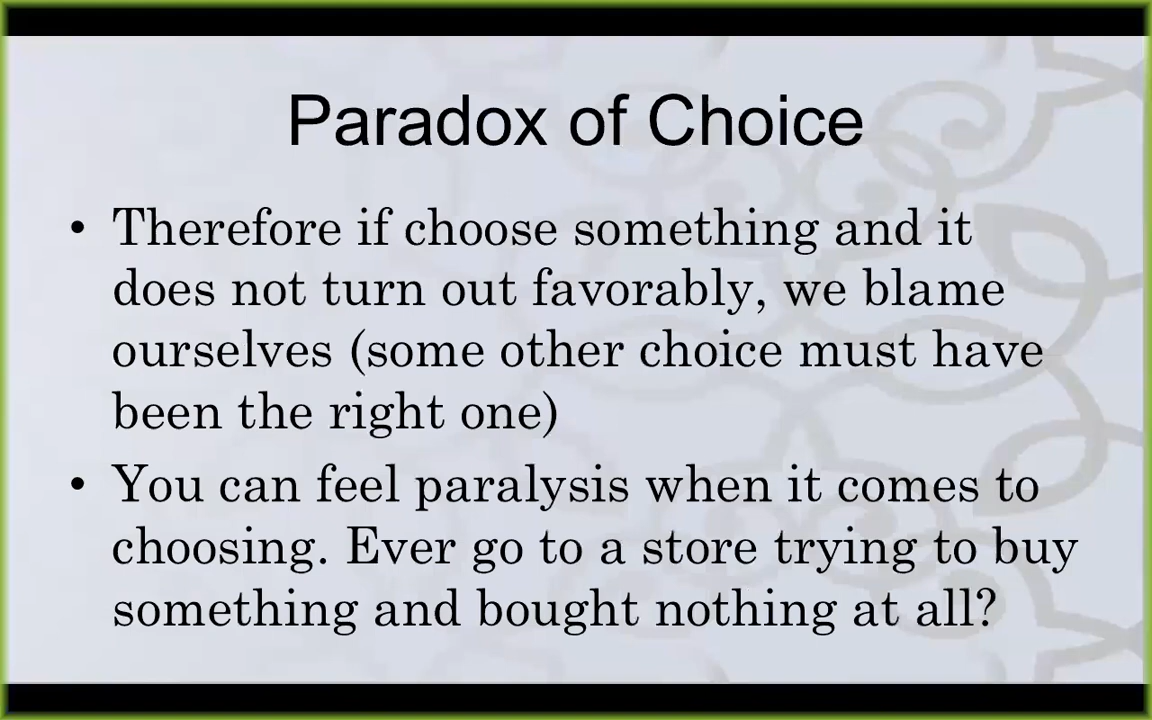 Paradox of Choice
• Therefore if choose something and it
does not turn out favorably, we blame
ourselves (some other choice must have
been the right one)
• You can feel paralysis when it comes to
choosing. Ever go to a store trying to buy
something and bought nothing at all?